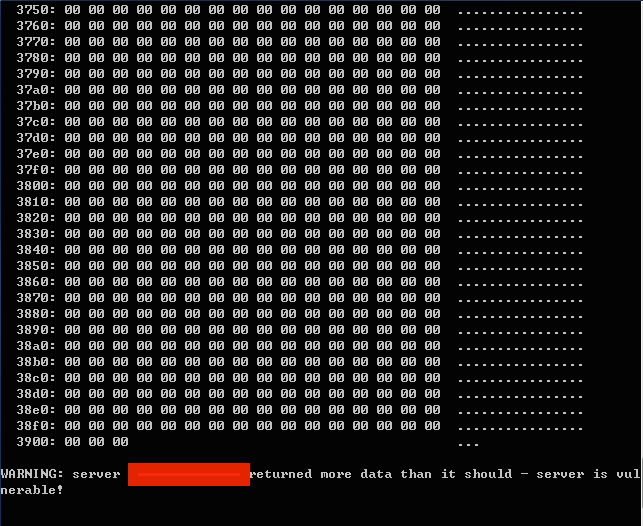 3750: 00 00 00 00 00 00 00 00 00 00 00 00 00 00 00 00 ................
3760: 00 00 00 00 00 00 00 00 00 00 00 00 00 00 00 00 ................
3770: 00 00 00 00 00 00 00 00 00 00 00 00 00 00 00 00 ................
3780: 00 00 00 00 00 00 00 00 00 00 00 00 00 00 00 00 ................
3790: 00 00 00 00 00 00 00 00 00 00 00 00 00 00 00 00 ................
37a0: 00 00 00 00 00 00 00 00 00 00 00 00 00 00 00 00 ................
37b0: 00 00 00 00 00 00 00 00 00 00 00 00 00 00 00 00 ................
37c0: 00 00 00 00 00 00 00 00 00 00 00 00 00 00 00 00 ................
37d0: 00 00 00 00 00 00 00 00 00 00 00 00 00 00 00 00 ................
37e0: 00 00 00 00 00 00 00 00 00 00 00 00 00 00 00 00 ................
37f0: 00 00 00 00 00 00 00 00 00 00 00 00 00 00 00 00 ................
3800: 00 00 00 00 00 00 00 00 00 00 00 00 00 00 00 00 ................
3810: 00 00 00 00 00 00 00 00 00 00 00 00 00 00 00 00 ................
3820: 00 00 00 00 00 00 00 00 00 00 00 00 00 00 00 00 ................
3830: 00 00 00 00 00 00 00 00 00 00 00 00 00 00 00 00 ................
3840: 00 00 00 00 00 00 00 00 00 00 00 00 00 00 00 00 ................
3850: 00 00 00 00 00 00 00 00 00 00 00 00 00 00 00 00 ................
3860: 00 00 00 00 00 00 00 00 00 00 00 00 00 00 00 00 ................
3870: 00 00 00 00 00 00 00 00 00 00 00 00 00 00 00 00 ................
3880: 00 00 00 00 00 00 00 00 00 00 00 00 00 00 00 00 ................
3890: 00 00 00 00 00 00 00 00 00 00 00 00 00 00 00 00 ................
38a0: 00 00 00 00 00 00 00 00 00 00 00 00 00 00 00 00 ................
38b0: 00 00 00 00 00 00 00 00 00 00 00 00 00 00 00 00 ................
38c0: 00 00 00 00 00 00 00 00 00 00 00 00 00 00 00 00 ................
38d0: 00 00 00 00 00 00 00 00 00 00 00 00 00 00 00 00 ................
38e0: 00 00 00 00 00 00 00 00 00 00 00 00 00 00 00 00 ................
38f0: 00 00 00 00 00 00 00 00 00 00 00 00 00 00 00 00 ................
3900: 00 00 00 ...
WARNING: server returned more data than it should - server is vul
nerable!